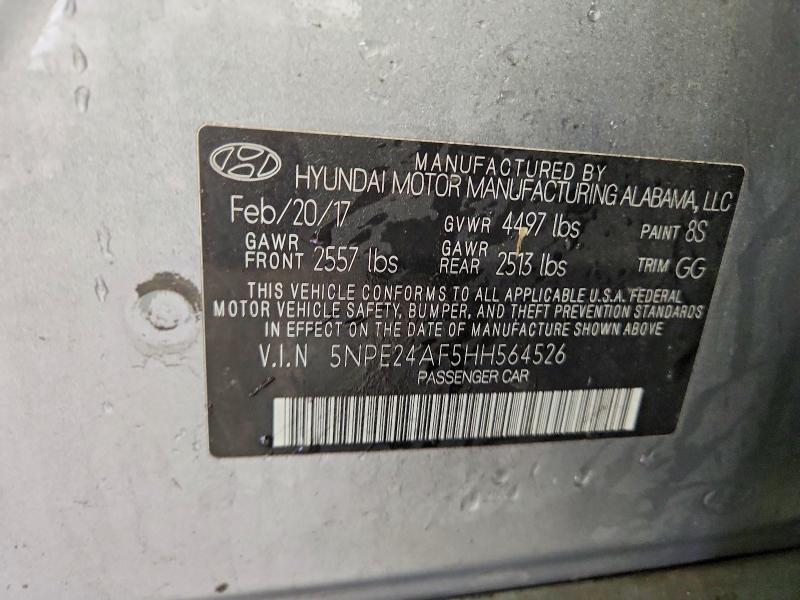 MANUFACTURED BY
HYUNDAI MOTOR MANUFACTURING ALABAMA, LLC
Feb/20/17 GVWR 4497 lbs PAINT 8S
GAWR FRONT 2557 lbs GAWR REAR 2513 lbs TRIM GG
THIS VEHICLE CONFORMS TO ALL APPLICABLE U.S.A. FEDERAL
MOTOR VEHICLE SAFETY, BUMPER, AND THEFT PREVENTION STANDARDS
IN EFFECT ON THE DATE OF MANUFACTURE SHOWN ABOVE
V.I.N 5NPE24AF5HH564526
PASSENGER CAR